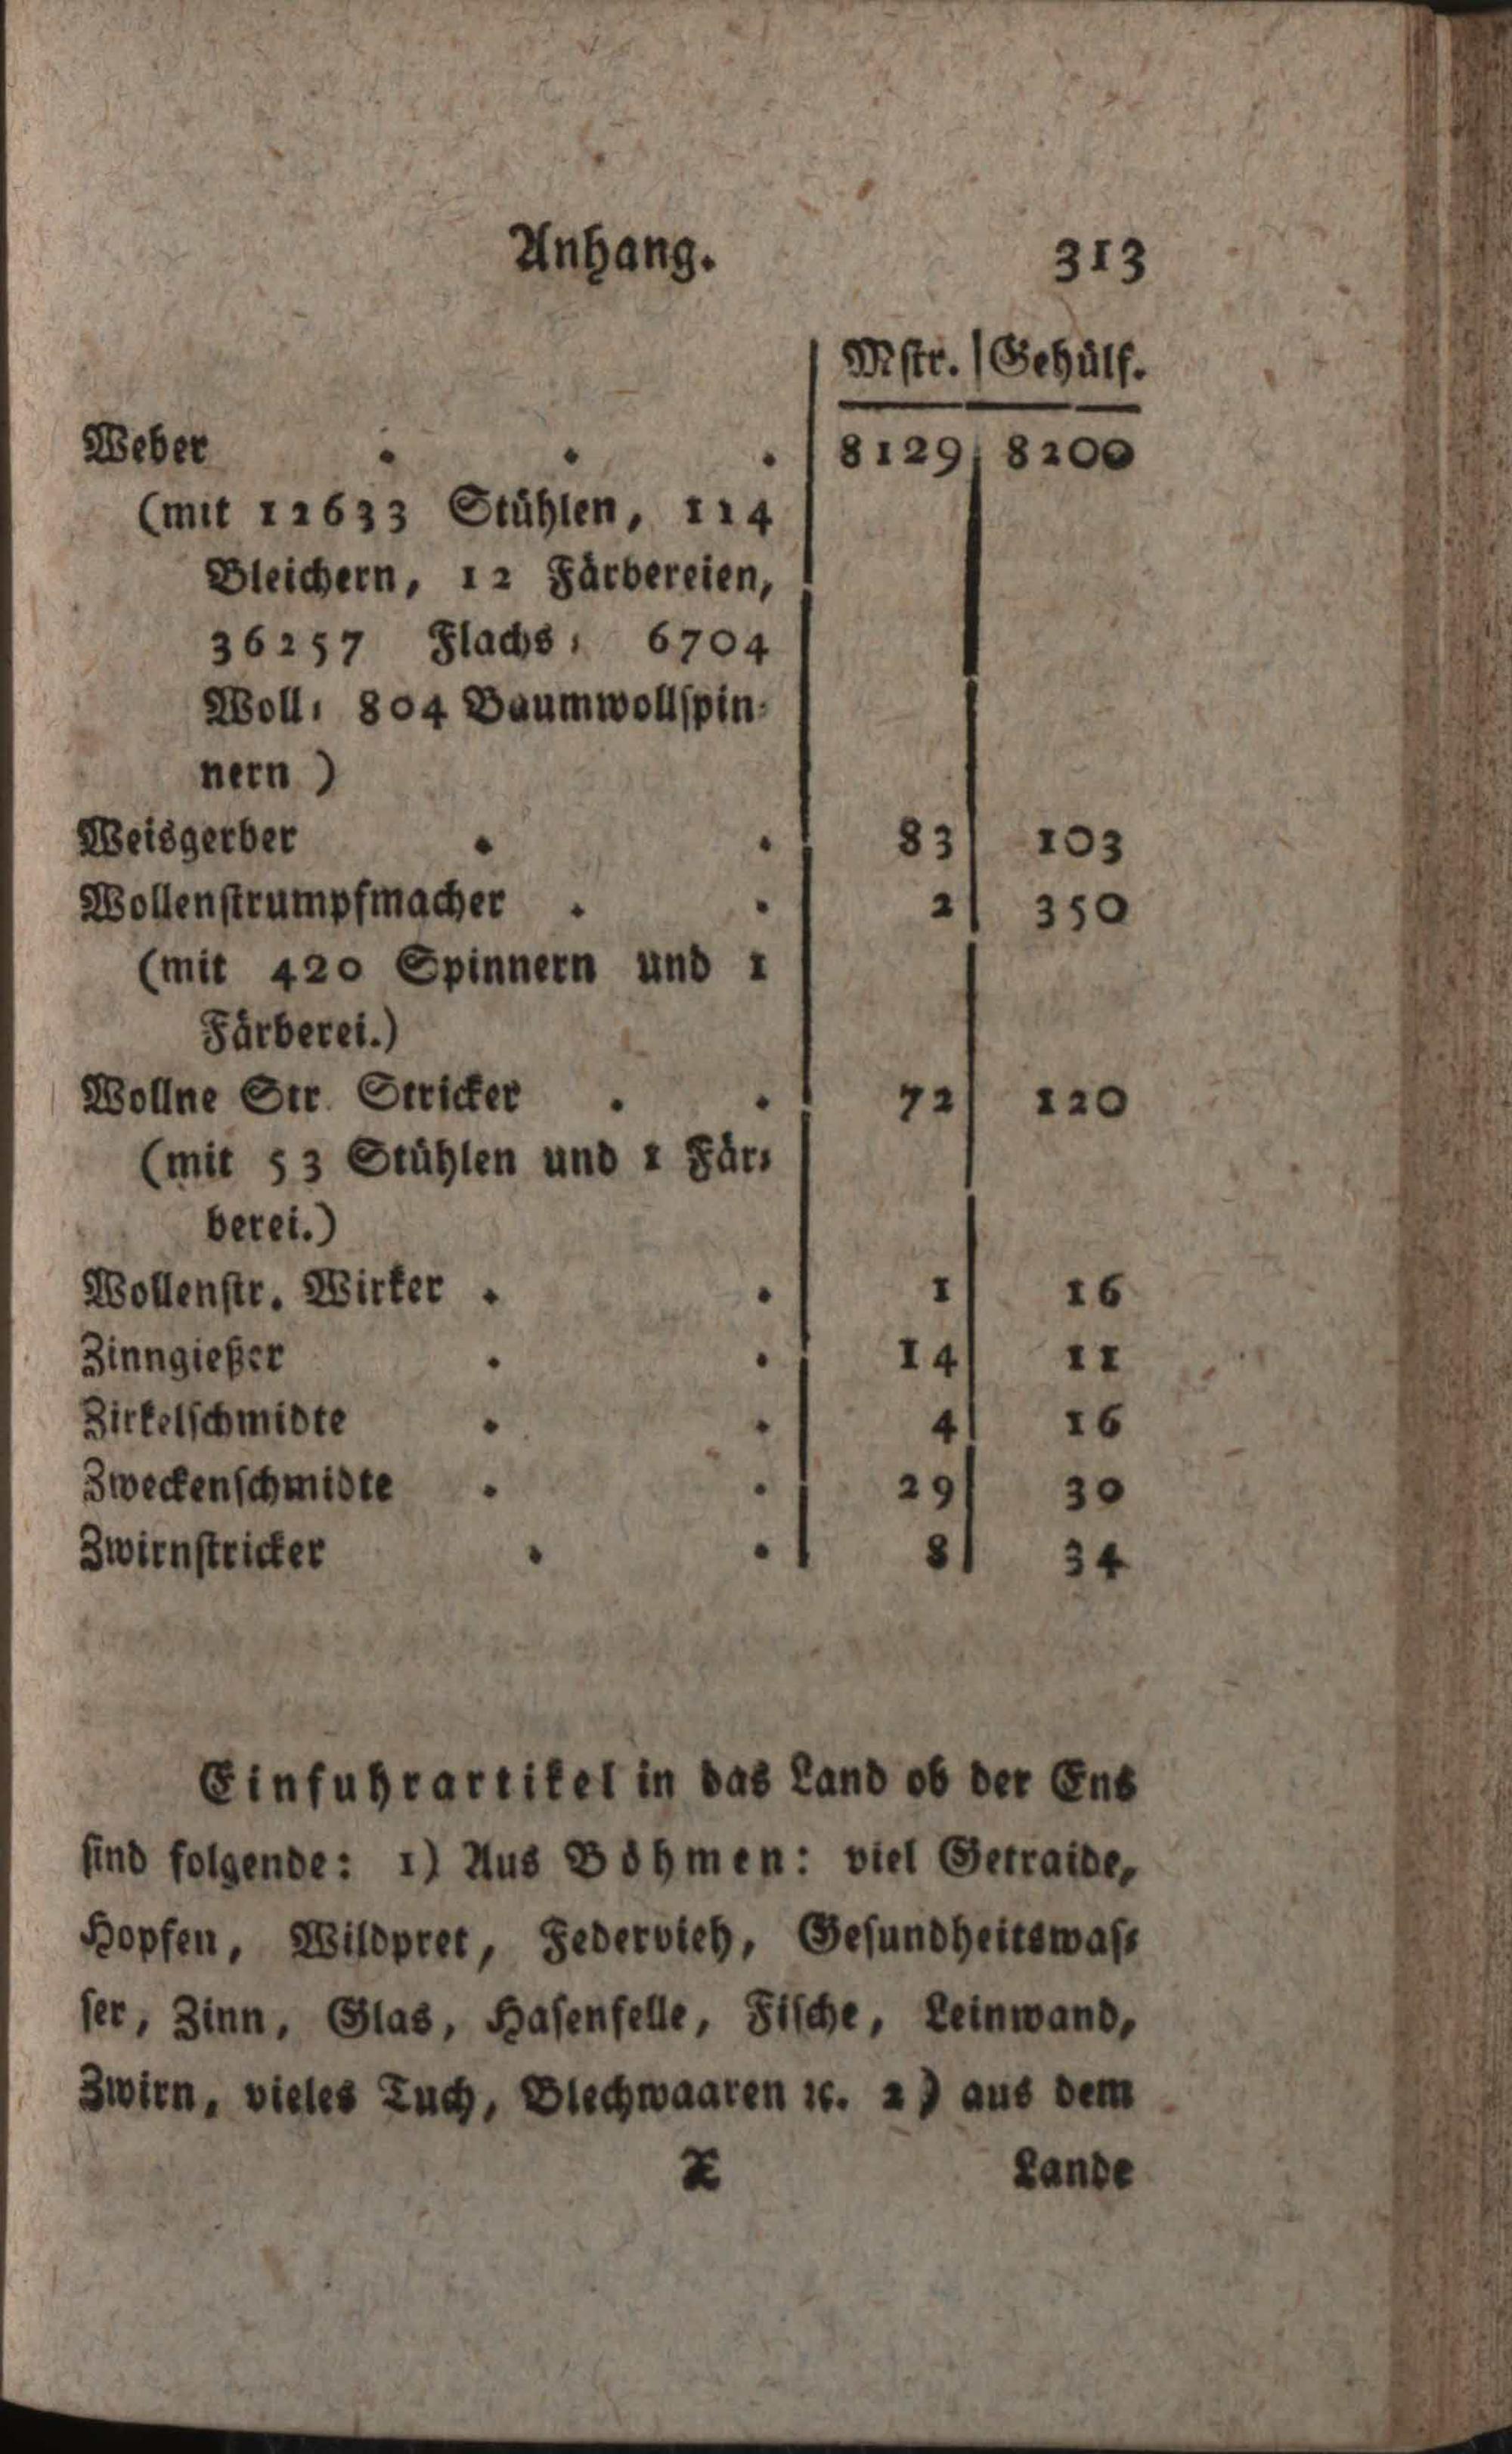 Anhang. 313
Mstr. | Gehülf.
Weber . . . 8129 8200
(mit 12633 Stühlen, 114
Bleichern, 12 Färbereien,
36257 Flachs- 6704
Woll- 804 Baumwollspin-
nern)
Weisgerber . . 83 103
Wollenstrumpfmacher . . 2 350
(mit 420 Spinnern und 1
Färberei.)
Wollne Str. Stricker . . 72 120
(mit 53 Stühlen und 1 Fär-
berei.)
Wollenstr. Wirker . . 1 16
Zinngießer . . 14 11
Zirkelschmidte . . 4 16
Zweckenschmidte . . 29 30
Zwirnstricker . . 8 34
Einfuhrartikel in das Land ob der Ens
sind folgende: 1) Aus Böhmen: viel Getraide,
Hopfen, Wildpret, Federvieh, Gesundheitswas-
ser, Zinn, Glas, Hasenfelle, Fische, Leinwand,
Zwirn, vieles Tuch, Blechwaaren ꝛc. 2) aus dem
X Lande